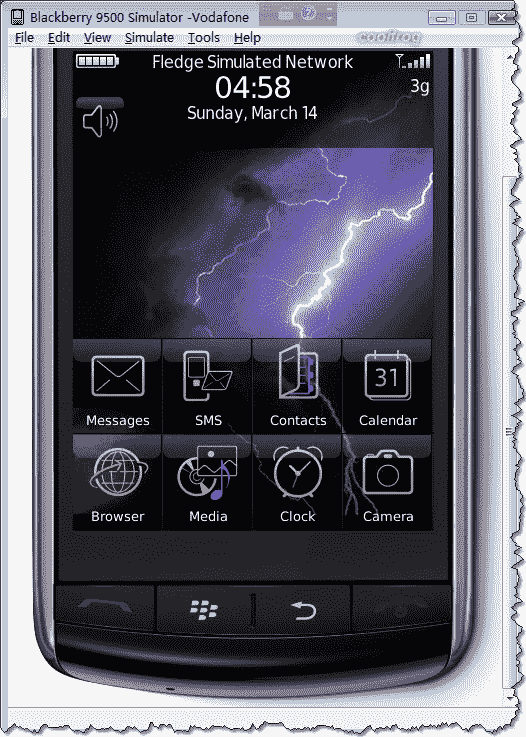 Blackberry 9500 Simulator -Vodafone
File Edit View Simulate Tools Help
coolfrog
Fledge Simulated Network
04:58
3g
Sunday, March 14
31
Messages SMS Contacts Calendar
Browser Media Clock Camera